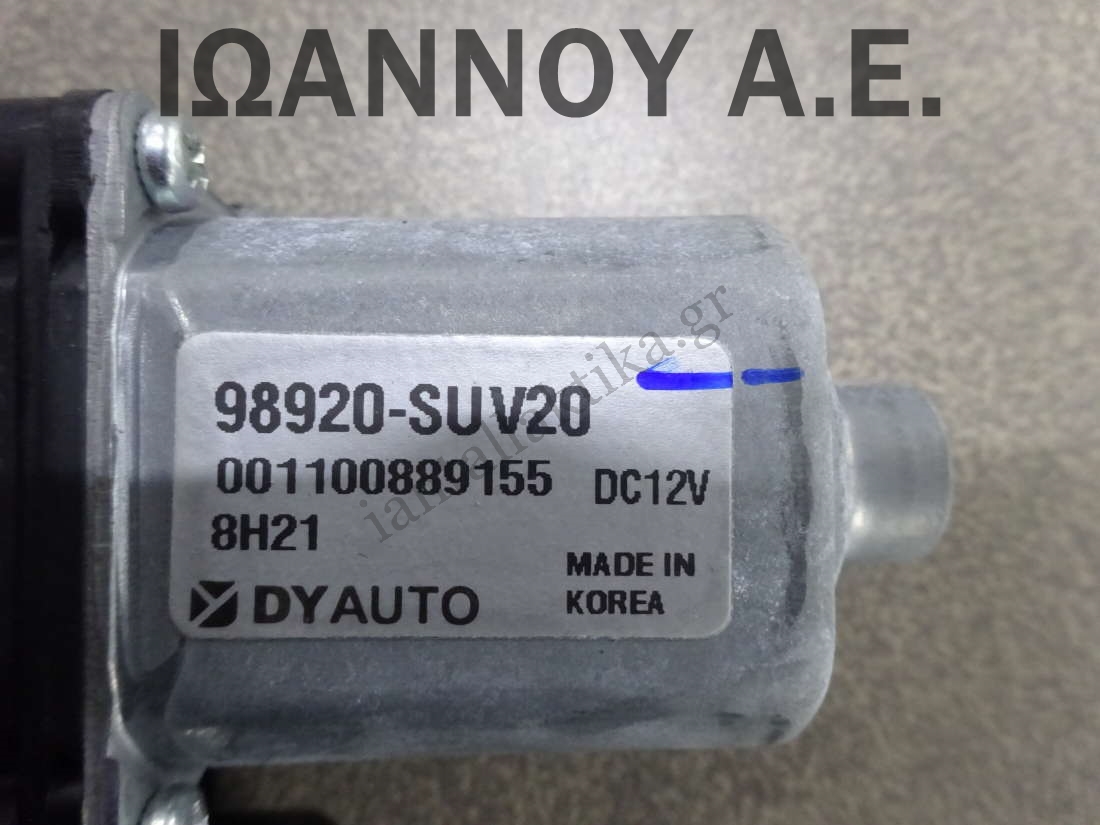 ΙΩΑΝΝΟΥ Α.Ε.
98920-SUV20
001100889155 DC12V
8H21
MADE IN
KOREA
DYAUTO